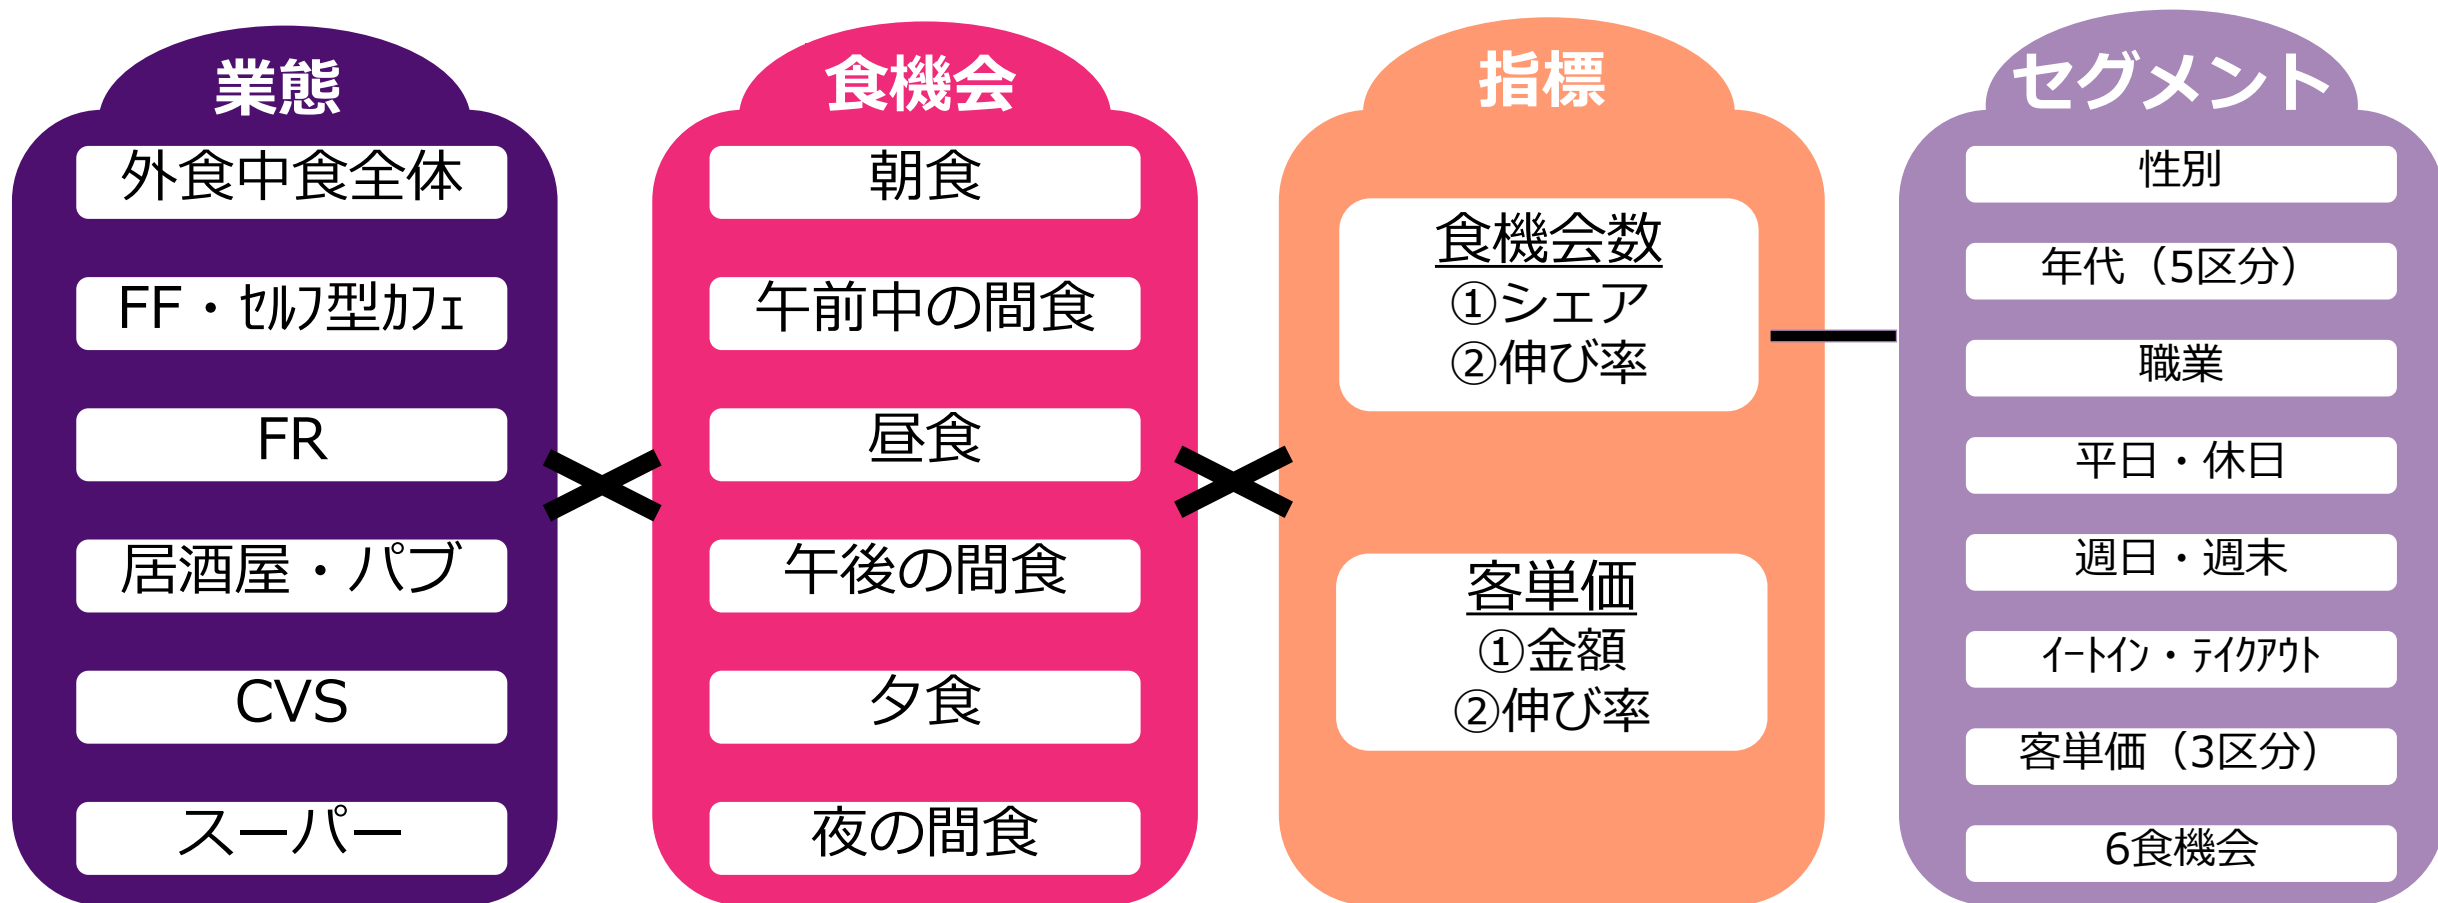 業態
外食中食全体
FF・ｾﾙﾌ型ｶﾌｪ
FR
居酒屋・パブ
CVS
スーパー
食機会
朝食
午前中の間食
昼食
午後の間食
夕食
夜の間食
指標
食機会数
①シェア
②伸び率
客単価
①金額
②伸び率
セグメント
性別
年代（5区分）
職業
平日・休日
週日・週末
ｲｰﾄｲﾝ・ﾃｲｸｱｳﾄ
客単価（3区分）
6食機会